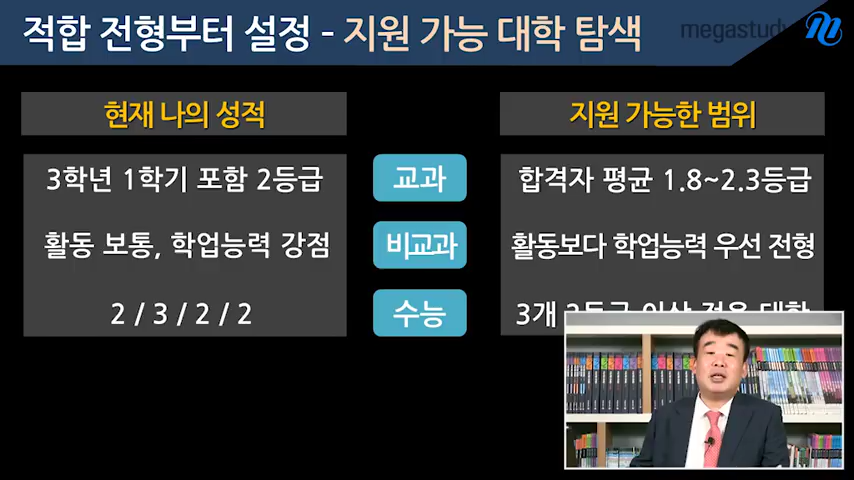 적합 전형부터 설정 - 지원 가능 대학 탐색
megastudy
현재 나의 성적
지원 가능한 범위
3학년 1학기 포함 2등급
교과
합격자 평균 1.8~2.3등급
활동 보통, 학업능력 강점
비교과
활동보다 학업능력 우선 전형
2 / 3 / 2 / 2
수능
3개